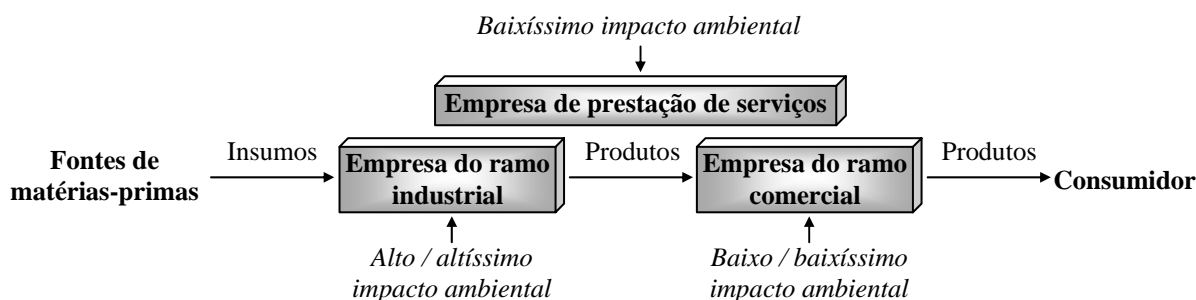 Baixíssimo impacto ambiental
Empresa de prestação de serviços
Fontes de
matérias-primas
Insumos
Empresa do ramo
industrial
Produtos
Empresa do ramo
comercial
Produtos
Consumidor
Alto / altíssimo
impacto ambiental
Baixo / baixíssimo
impacto ambiental